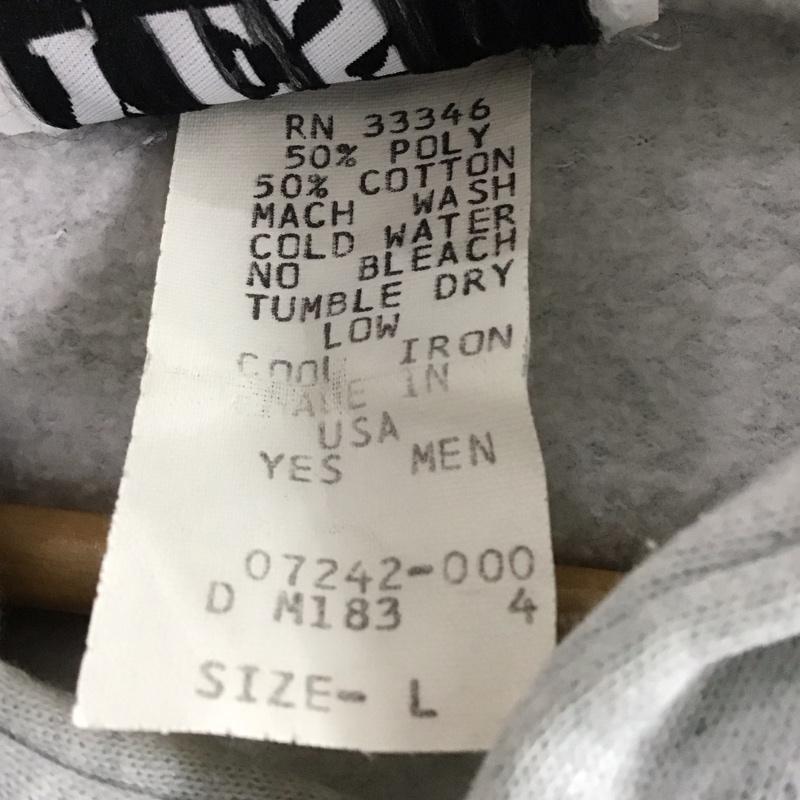 RN 33346
50% POLY
50% COTTON
MACH WASH
COLD WATER
NO BLEACH
TUMBLE DRY
LOW
COOL IRON
MADE IN
USA
YES MEN
07242-000
D M183 4
SIZE- L